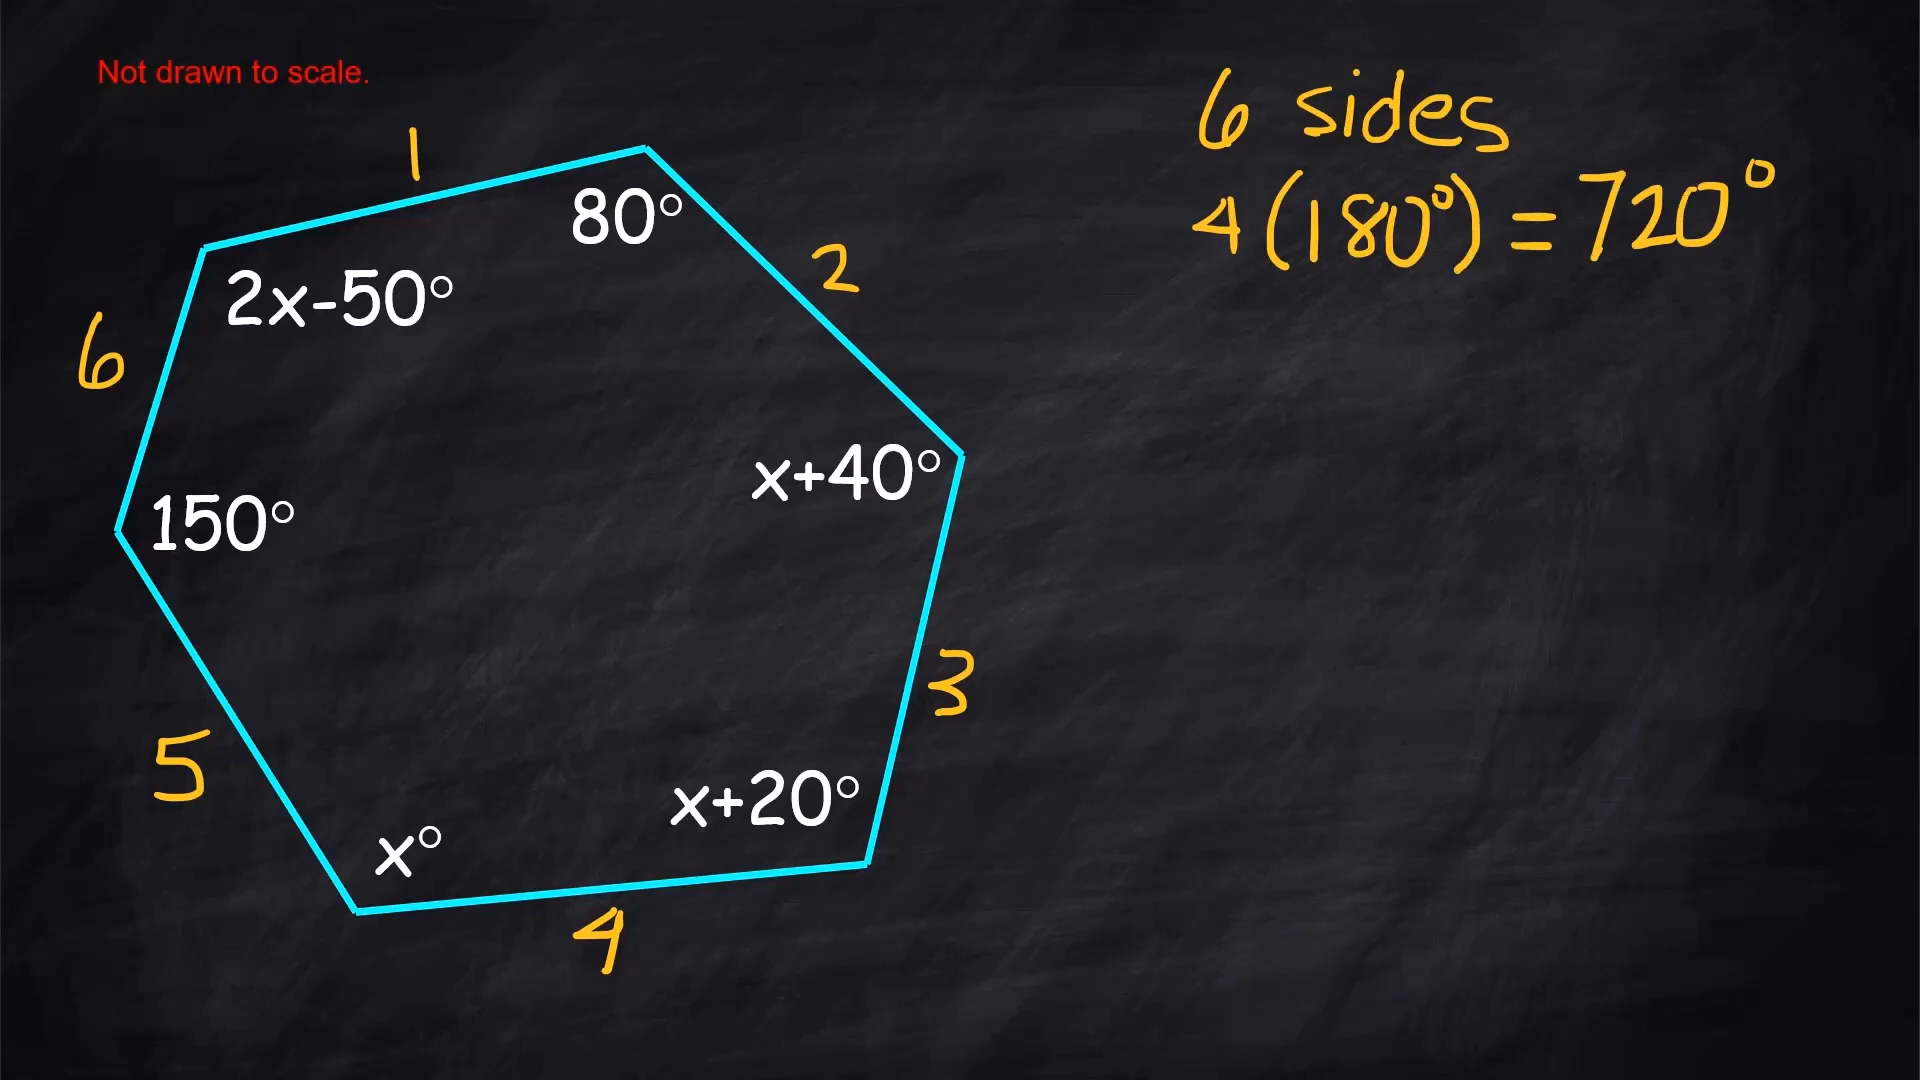 Not drawn to scale.
6 sides
4(180°) = 720°
1
80°
2
2x-50°
6
x+40°
150°
3
5
x+20°
x°
4